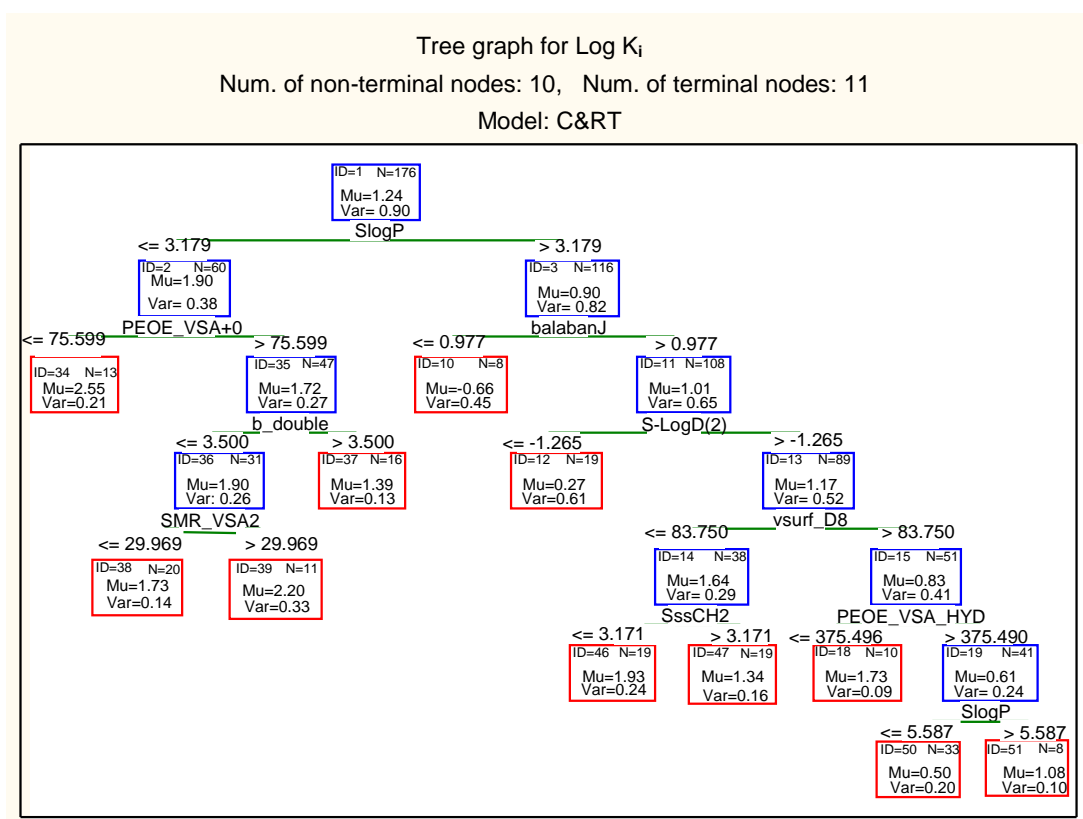 Tree graph for Log Ki
Num. of non-terminal nodes: 10,   Num. of terminal nodes: 11
Model: C&RT
ID=1 N=176
Mu=1.24
Var= 0.90
SlogP
<= 3.179
> 3.179
ID=2 N=60
Mu=1.90
Var= 0.38
PEOE_VSA+0
ID=3 N=116
Mu=0.90
Var= 0.82
balabanJ
<= 75.599
> 75.599
<= 0.977
> 0.977
ID=34 N=13
Mu=2.55
Var=0.21
ID=35 N=47
Mu=1.72
Var= 0.27
b_double
ID=10 N=8
Mu=-0.66
Var=0.45
ID=11 N=108
Mu=1.01
Var= 0.65
S-LogD(2)
<= 3.500
> 3.500
<= -1.265
> -1.265
ID=36 N=31
Mu=1.90
Var: 0.26
SMR_VSA2
ID=37 N=16
Mu=1.39
Var=0.13
ID=12 N=19
Mu=0.27
Var=0.61
ID=13 N=89
Mu=1.17
Var= 0.52
vsurf_D8
<= 29.969
> 29.969
<= 83.750
> 83.750
ID=38 N=20
Mu=1.73
Var=0.14
ID=39 N=11
Mu=2.20
Var=0.33
ID=14 N=38
Mu=1.64
Var= 0.29
SssCH2
ID=15 N=51
Mu=0.83
Var= 0.41
PEOE_VSA_HYD
<= 3.171
> 3.171
<= 375.496
> 375.490
ID=46 N=19
Mu=1.93
Var=0.24
ID=47 N=19
Mu=1.34
Var=0.16
ID=18 N=10
Mu=1.73
Var=0.09
ID=19 N=41
Mu=0.61
Var= 0.24
SlogP
<= 5.587
> 5.587
ID=50 N=33
Mu=0.50
Var=0.20
ID=51 N=8
Mu=1.08
Var=0.10